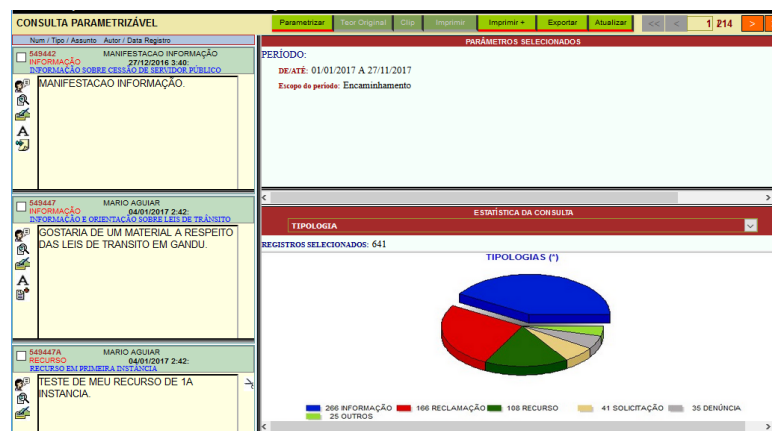 CONSULTA PARAMETRIZÁVEL
Parametrizar Teor Original Clip Imprimir Imprimir + Exportar Atualizar << < 1 214 >
Num / Tipo / Assunto Autor / Data Registro
549442 MANIFESTACAO INFORMAÇÃO
INFORMAÇÃO 27/12/2016 3:40:
INFORMAÇÃO SOBRE CESSÃO DE SERVIDOR PÚBLICO
MANIFESTACAO INFORMAÇÃO.
A
549447 MARIO AGUIAR
INFORMAÇÃO 04/01/2017 2:42:
INFORMAÇÃO E ORIENTAÇÃO SOBRE LEIS DE TRÂNSITO
GOSTARIA DE UM MATERIAL A RESPEITO
DAS LEIS DE TRANSITO EM GANDU.
A
549447A MARIO AGUIAR
RECURSO 04/01/2017 2:42:
RECURSO EM PRIMEIRA INSTÂNCIA
TESTE DE MEU RECURSO DE 1A
INSTANCIA.
PARÂMETROS SELECIONADOS
PERÍODO:
DE/ATÉ: 01/01/2017 A 27/11/2017
Escopo do período: Encaminhamento
ESTATÍSTICA DA CONSULTA
TIPOLOGIA
REGISTROS SELECIONADOS: 641
TIPOLOGIAS (*)
266 INFORMAÇÃO 166 RECLAMAÇÃO 108 RECURSO 41 SOLICITAÇÃO 35 DENÚNCIA
25 OUTROS